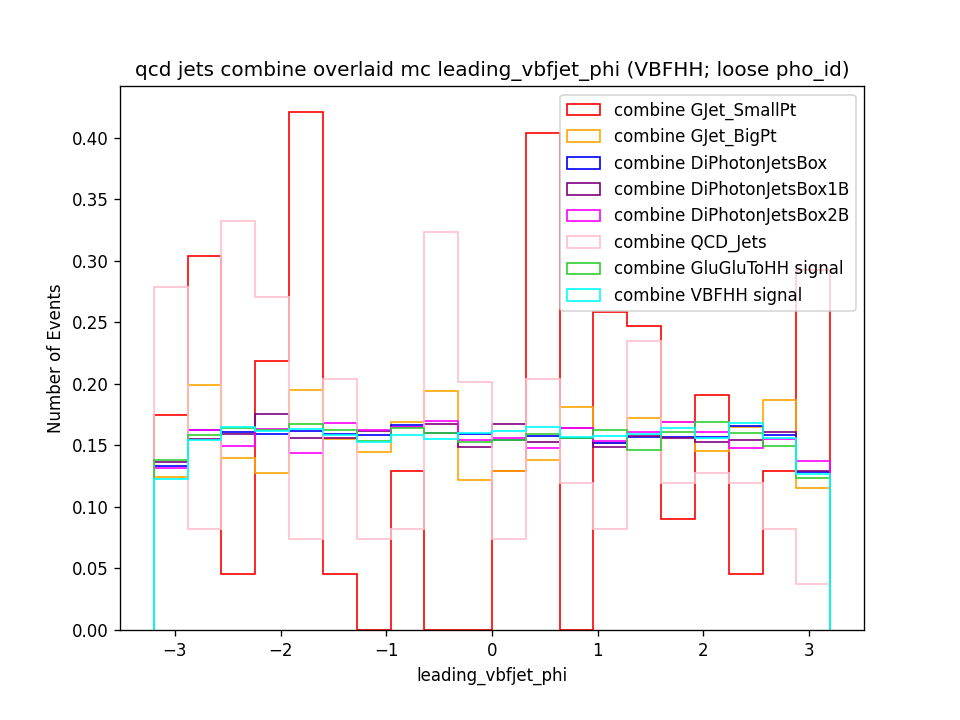 qcd jets combine overlaid mc leading_vbfjet_phi (VBFHH; loose pho_id)
combine GJet_SmallPt
combine GJet_BigPt
combine DiPhotonJetsBox
combine DiPhotonJetsBox1B
combine DiPhotonJetsBox2B
combine QCD_Jets
combine GluGluToHH signal
combine VBFHH signal
Number of Events
0.40
0.35
0.30
0.25
0.20
0.15
0.10
0.05
0.00
−3 −2 −1 0 1 2 3
leading_vbfjet_phi